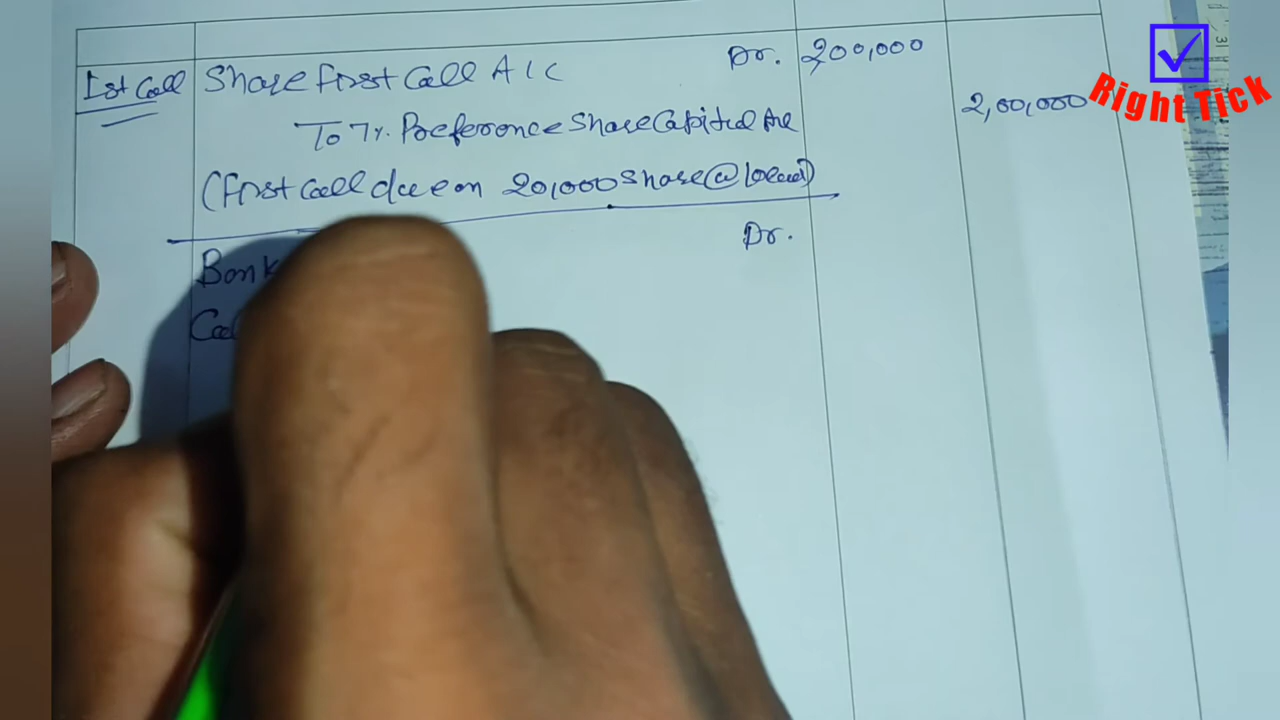 1st Call Share first Call A/C Dr. 200,000
To 7%. Preference Share Capital A/c 2,00,000
(first call due on 20,000 Share @ 10 each)
Bank Dr.
Right Tick